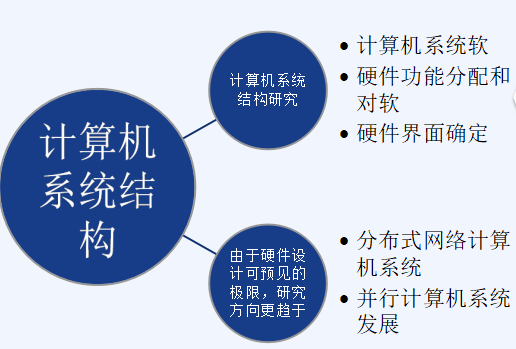 计算机
系统结
构
计算机系统
结构研究
• 计算机系统软
• 硬件功能分配和
对软
• 硬件界面确定
由于硬件设
计可预见的
极限，研究
方向更趋于
• 分布式网络计算
机系统
• 并行计算机系统
发展